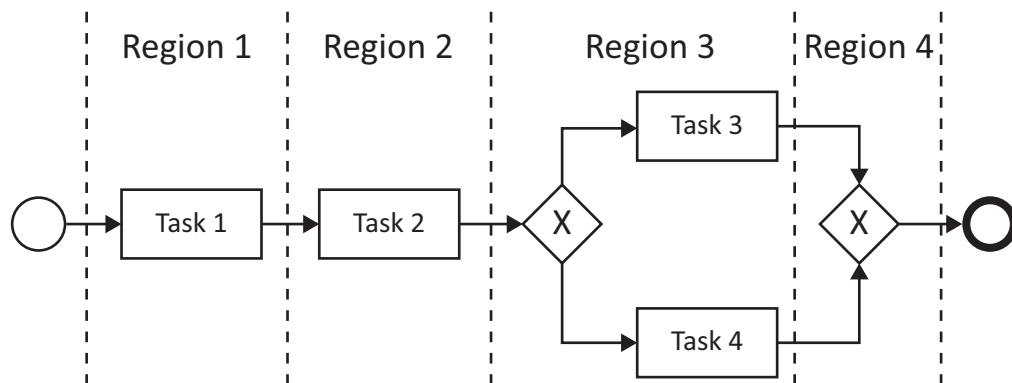 Region 1
Region 2
Region 3
Region 4
Task 3
Task 1
Task 2
X
X
Task 4